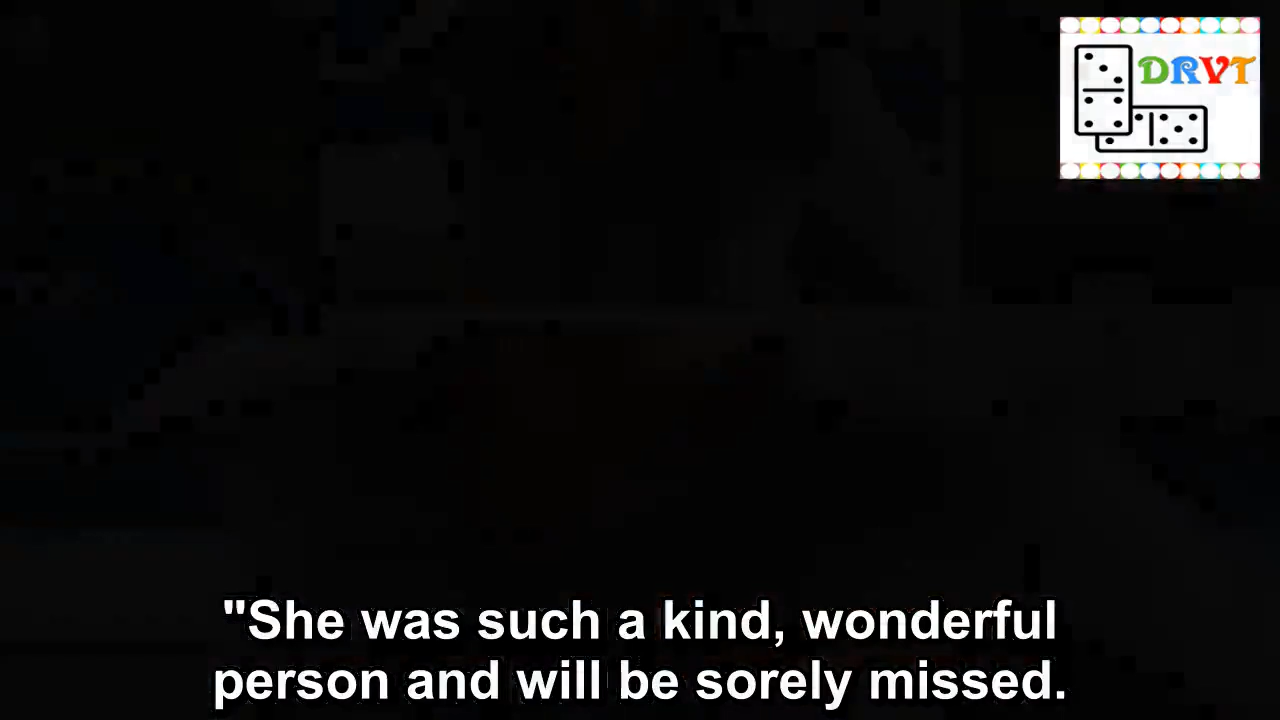 DRVT
"She was such a kind, wonderful
person and will be sorely missed.